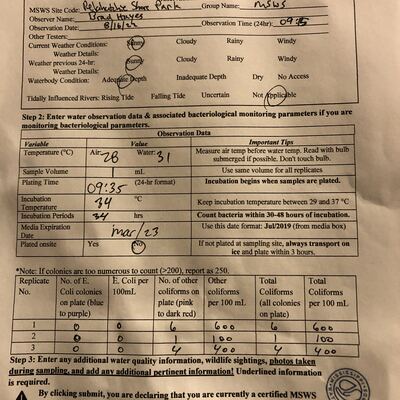 MSWS Site Code: Park Group Name: MSWS
Observer Name: Brad Hayes
Observation Date: Observation Time (24hr): 09:
Other Testers:
Current Weather Conditions: Sunny Cloudy Rainy Windy
Weather Details:
Weather previous 24-hr: Sunny Cloudy Rainy Windy
Weather Details:
Waterbody Condition: Adequate Depth Inadequate Depth Dry No Access
Tidally Influenced Rivers: Rising Tide Falling Tide Uncertain Not Applicable
Step 2: Enter water observation data & associated bacteriological monitoring parameters if you are
monitoring bacteriological parameters.
Observation Data
Variable Value Important Tips
Temperature (°C) Air: 28 Water: 31 Measure air temp before water temp. Read with bulb
submerged if possible. Don't touch bulb.
Sample Volume 1 mL Use same volume for all replicates
Plating Time 09:35 (24-hr format) Incubation begins when samples are plated.
Incubation Temperature 34 °C Keep incubation temperature between 29 and 37 °C
Incubation Periods 34 hrs Count bacteria within 30-48 hours of incubation.
Media Expiration Date mar/23 Use this date format: Jul/2019 (from media box)
Plated onsite Yes No If not plated at sampling site, always transport on
ice and plate within 3 hours.
*Note: If colonies are too numerous to count (>200), report as 250.
Replicate No. of E. E. Coli per No. of other Other Total Total
No. Coli colonies 100mL coliforms on coliforms Coliforms Coliforms
on plate (blue plate (pink per 100 mL (all colonies per 100 mL
to purple) to dark red) on plate)
1 0 0 6 600 6 600
2 0 0 1 100 1 100
3 0 0 4 400 4 400
Step 3: Enter any additional water quality information, wildlife sightings, photos taken
during sampling, and add any additional pertinent information! Underlined information
is required.
By clicking submit, you are declaring that you are currently a certified MSWS